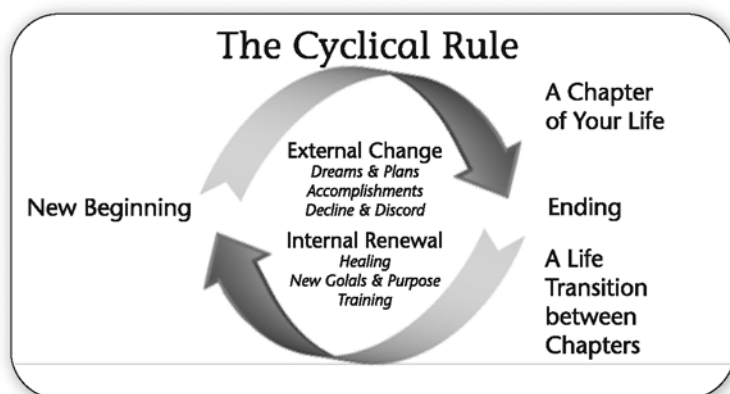 The Cyclical Rule
A Chapter
of Your Life
External Change
Dreams & Plans
Accomplishments
Decline & Discord
New Beginning
Ending
Internal Renewal
Healing
New Golals & Purpose
Training
A Life
Transition
between
Chapters